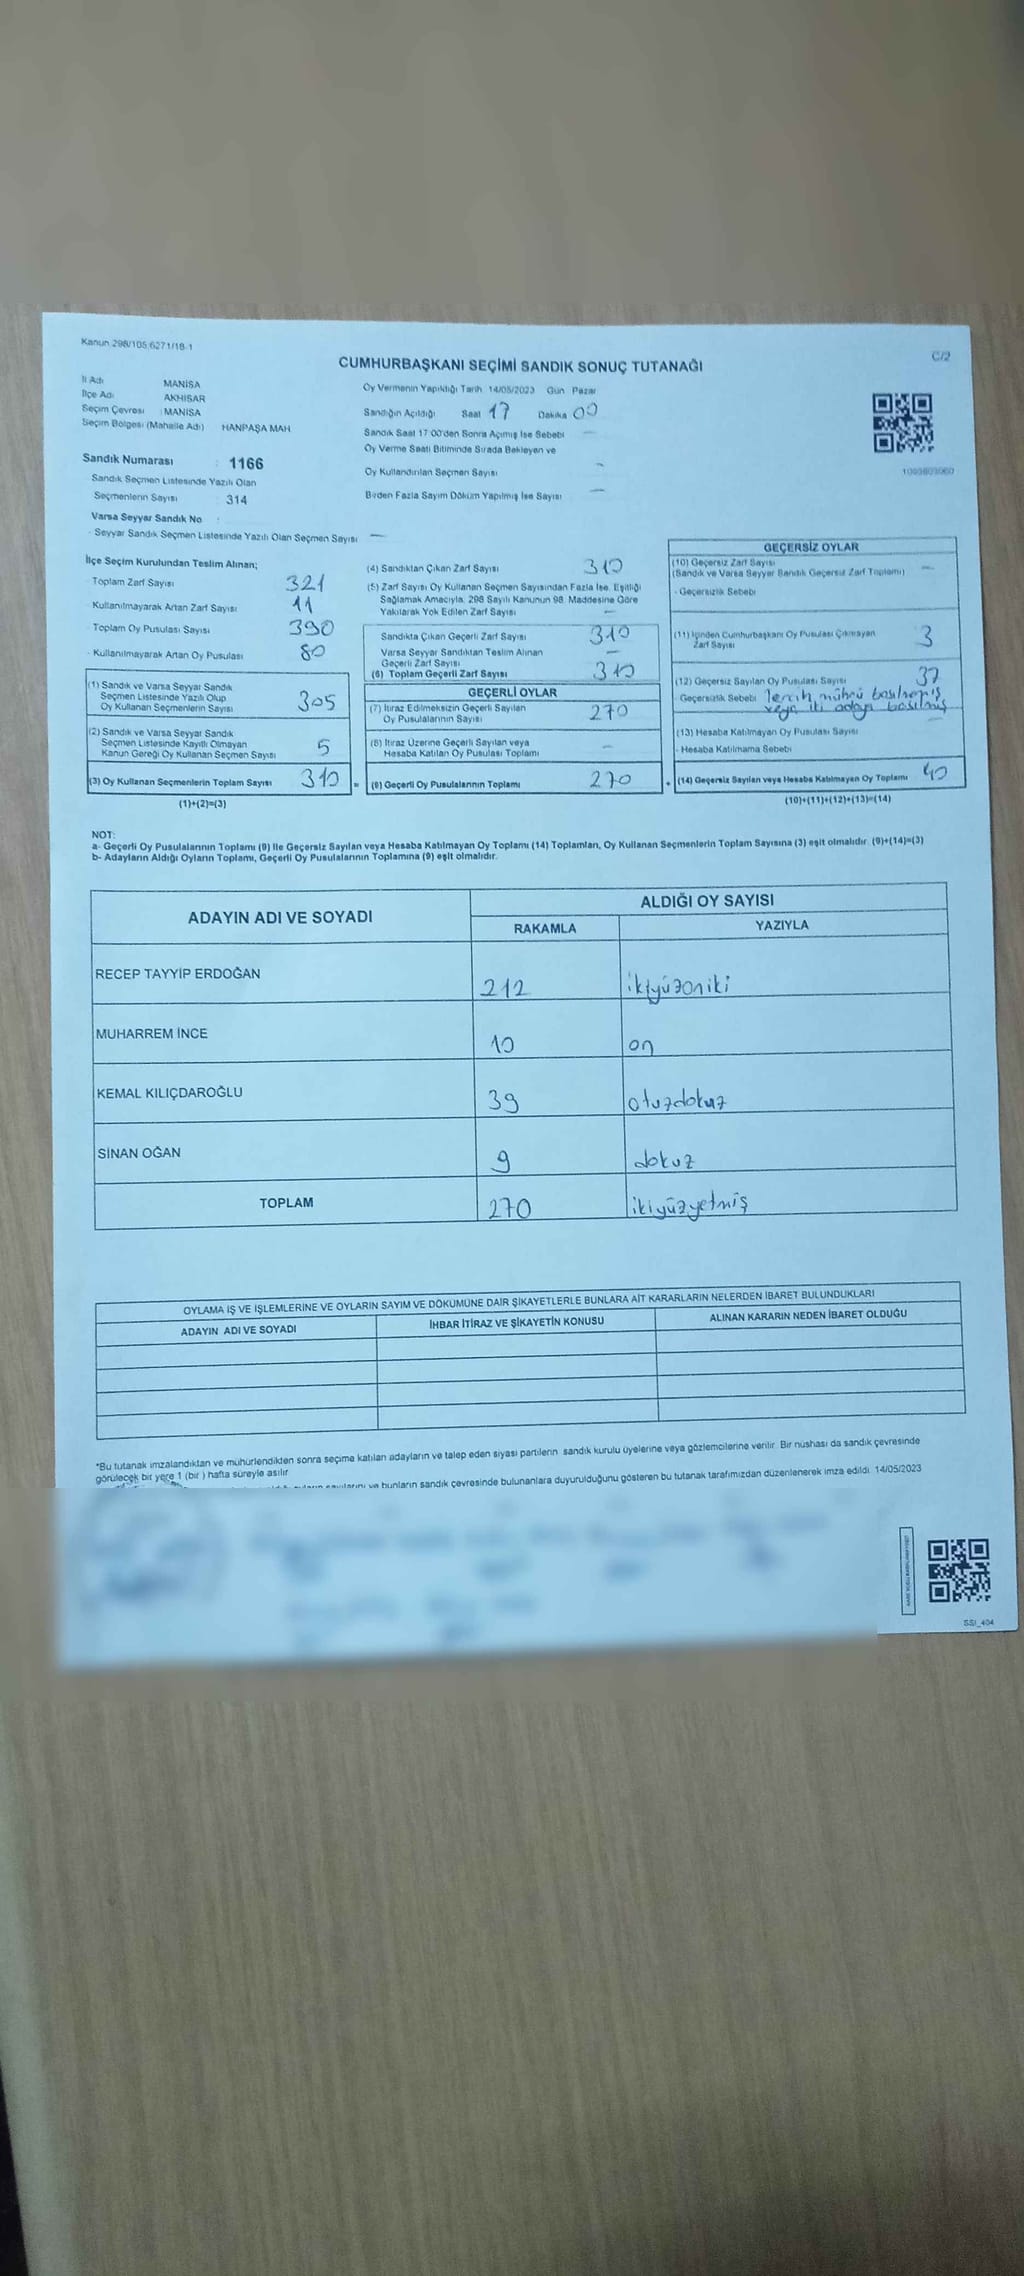 Kanun 298/105,6271/18-1
C/2
CUMHURBAŞKANI SEÇİMİ SANDIK SONUÇ TUTANAĞI
İl Adı MANİSA
İlçe Adı AKHİSAR
Seçim Çevresi : MANİSA
Seçim Bölgesi (Mahalle Adı) HANPAŞA MAH
Sandık Numarası : 1166
Sandık Seçmen Listesinde Yazılı Olan
Seçmenlerin Sayısı : 314
Varsa Seyyar Sandık No :
- Seyyar Sandık Seçmen Listesinde Yazılı Olan Seçmen Sayısı —
Oy Vermenin Yapıldığı Tarih 14/05/2023 Gün Pazar
Sandığın Açıldığı Saat 17 Dakika 00
Sandık Saat 17:00'den Sonra Açımış İse Sebebi —
Oy Verme Saati Bitiminde Sırada Bekleyen ve
Oy Kullandırılan Seçmen Sayısı —
Birden Fazla Sayım Döküm Yapılmış İse Sayısı —
İlçe Seçim Kurulundan Teslim Alınan;
- Toplam Zarf Sayısı 321
- Kullanılmayarak Artan Zarf Sayısı 11
- Toplam Oy Pusulası Sayısı 390
- Kullanılmayarak Artan Oy Pusulası 80
(1) Sandık ve Varsa Seyyar Sandık
Seçmen Listesinde Yazılı Olup
Oy Kullanan Seçmenlerin Sayısı 305
(2) Sandık ve Varsa Seyyar Sandık
Seçmen Listesinde Kayıtlı Olmayan
Kanun Gereği Oy Kullanan Seçmen Sayısı 5
(3) Oy Kullanan Seçmenlerin Toplam Sayısı 310 =
(1)+(2)=(3)
(4) Sandıktan Çıkan Zarf Sayısı 310
(5) Zarf Sayısı Oy Kullanan Seçmen Sayısından Fazla İse, Eşitliği
Sağlamak Amacıyla, 298 Sayılı Kanunun 98. Maddesine Göre
Yakılarak Yok Edilen Zarf Sayısı —
Sandıkta Çıkan Geçerli Zarf Sayısı 310
Varsa Seyyar Sandıktan Teslim Alınan
Geçerli Zarf Sayısı —
(6) Toplam Geçerli Zarf Sayısı 310
GEÇERLİ OYLAR
(7) İtiraz Edilmeksizin Geçerli Sayılan
Oy Pusulalarının Sayısı 270
(8) İtiraz Üzerine Geçerli Sayılan veya
Hesaba Katılan Oy Pusulası Toplamı —
(9) Geçerli Oy Pusulalarının Toplamı 270 +
GEÇERSİZ OYLAR
(10) Geçersiz Zarf Sayısı
(Sandık ve Varsa Seyyar Sandık Geçersiz Zarf Toplamı) —
- Geçersizlik Sebebi
(11) İçinden Cumhurbaşkanı Oy Pusulası Çıkmayan
Zarf Sayısı 3
(12) Geçersiz Sayılan Oy Pusulası Sayısı 37
Geçersizlik Sebebi Tercih mührü basılmamış
veya iki adaya basılmış
(13) Hesaba Katılmayan Oy Pusulası Sayısı —
- Hesaba Katılmama Sebebi
(14) Geçersiz Sayılan veya Hesaba Katılmayan Oy Toplamı 40
(10)+(11)+(12)+(13)=(14)
NOT:
a- Geçerli Oy Pusulalarının Toplamı (9) İle Geçersiz Sayılan veya Hesaba Katılmayan Oy Toplamı (14) Toplamları, Oy Kullanan Seçmenlerin Toplam Sayısına (3) eşit olmalıdır. (9)+(14)=(3)
b- Adayların Aldığı Oyların Toplamı, Geçerli Oy Pusulalarının Toplamına (9) eşit olmalıdır.
ADAYIN ADI VE SOYADI ALDIĞI OY SAYISI
RAKAMLA YAZIYLA
RECEP TAYYİP ERDOĞAN 212 ikiyüzoniki
MUHARREM İNCE 10 on
KEMAL KILIÇDAROĞLU 39 otuzdokuz
SİNAN OĞAN 9 dokuz
TOPLAM 270 ikiyüzyetmiş
OYLAMA İŞ VE İŞLEMLERİNE VE OYLARIN SAYIM VE DÖKÜMÜNE DAİR ŞİKAYETLERLE BUNLARA AİT KARARLARIN NELERDEN İBARET BULUNDUKLARI
ADAYIN ADI VE SOYADI İHBAR İTİRAZ VE ŞİKAYETİN KONUSU ALINAN KARARIN NEDEN İBARET OLDUĞU
*Bu tutanak imzalandıktan ve mühürlendikten sonra seçime katılan adayların ve talep eden siyasi partilerin sandık kurulu üyelerine veya gözlemcilerine verilir. Bir nüshası da sandık çevresinde
görülecek bir yere 1 (bir ) hafta süreyle asılır.
ve bunların sandık çevresinde bulunanlara duyurulduğunu gösteren bu tutanak tarafımızdan düzenlenerek imza edildi. 14/05/2023
SSI_404